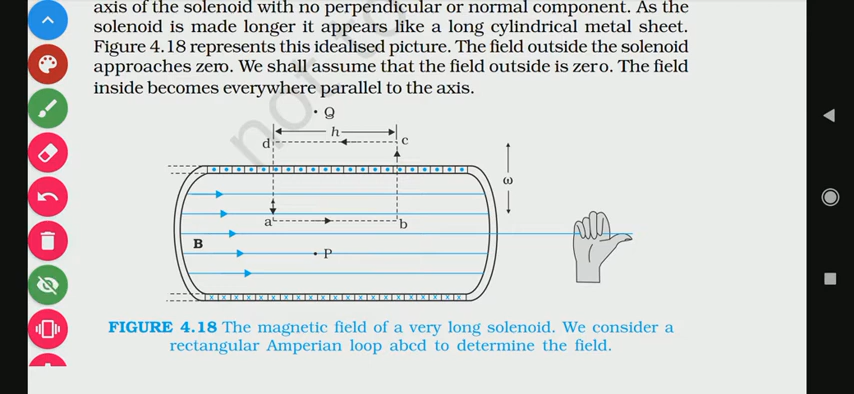 axis of the solenoid with no perpendicular or normal component. As the
solenoid is made longer it appears like a long cylindrical metal sheet.
Figure 4.18 represents this idealised picture. The field outside the solenoid
approaches zero. We shall assume that the field outside is zero. The field
inside becomes everywhere parallel to the axis.
not to
Q
h
d
c
ω
a
b
B
P
FIGURE 4.18 The magnetic field of a very long solenoid. We consider a
rectangular Amperian loop abcd to determine the field.